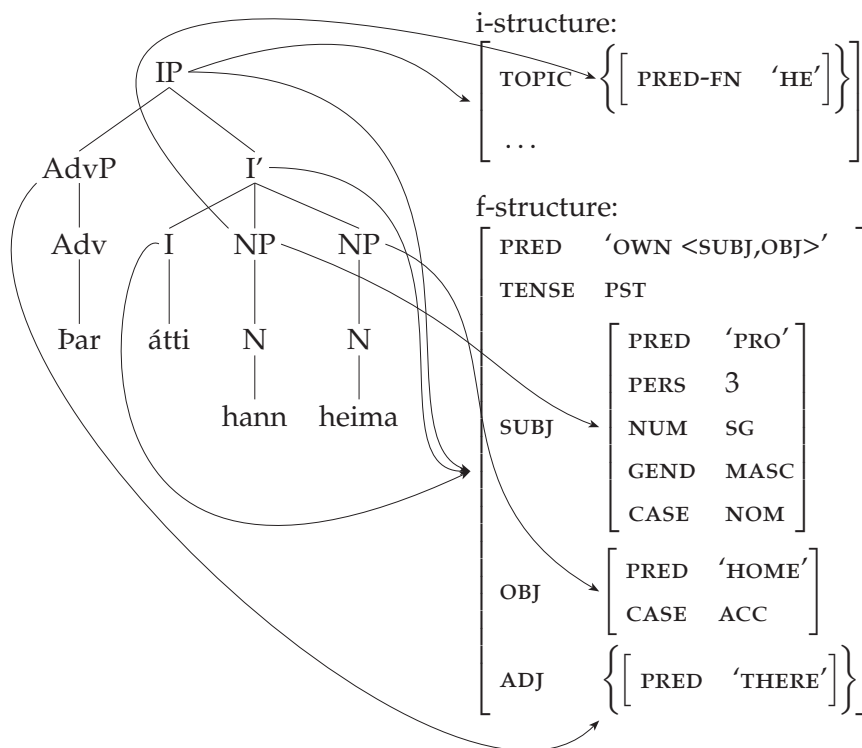 i-structure:
IP
TOPIC {[ PRED-FN ‘HE’ ]}
...
AdvP I’
f-structure:
Adv I NP NP
PRED ‘OWN <SUBJ,OBJ>’
TENSE PST
Þar átti N N
hann heima
SUBJ
PRED ‘PRO’
PERS 3
NUM SG
GEND MASC
CASE NOM
OBJ
PRED ‘HOME’
CASE ACC
ADJ {[ PRED ‘THERE’ ]}